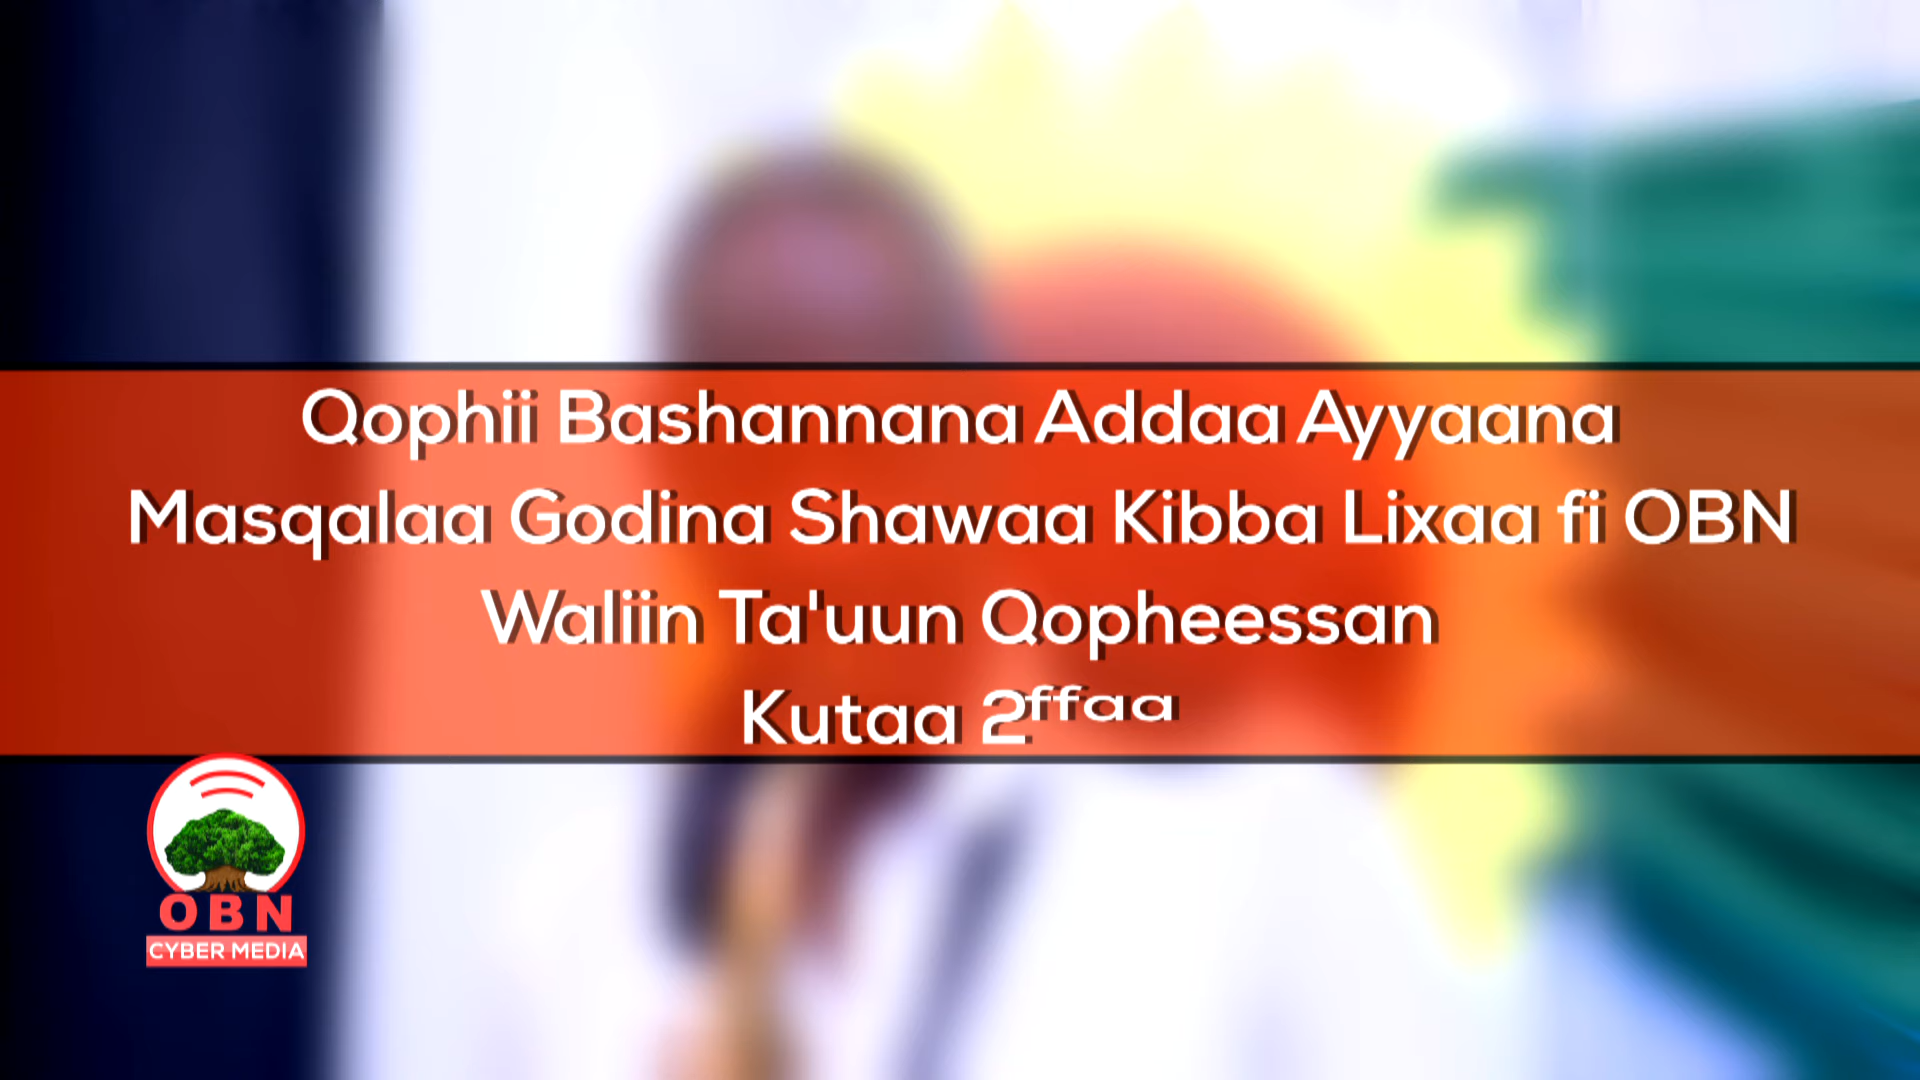 Qophii Bashannana Addaa Ayyaana
Masqalaa Godina Shawaa Kibba Lixaa fi OBN
Waliin Ta'uun Qopheessan
Kutaa 2ffaa
OBN
CYBER MEDIA